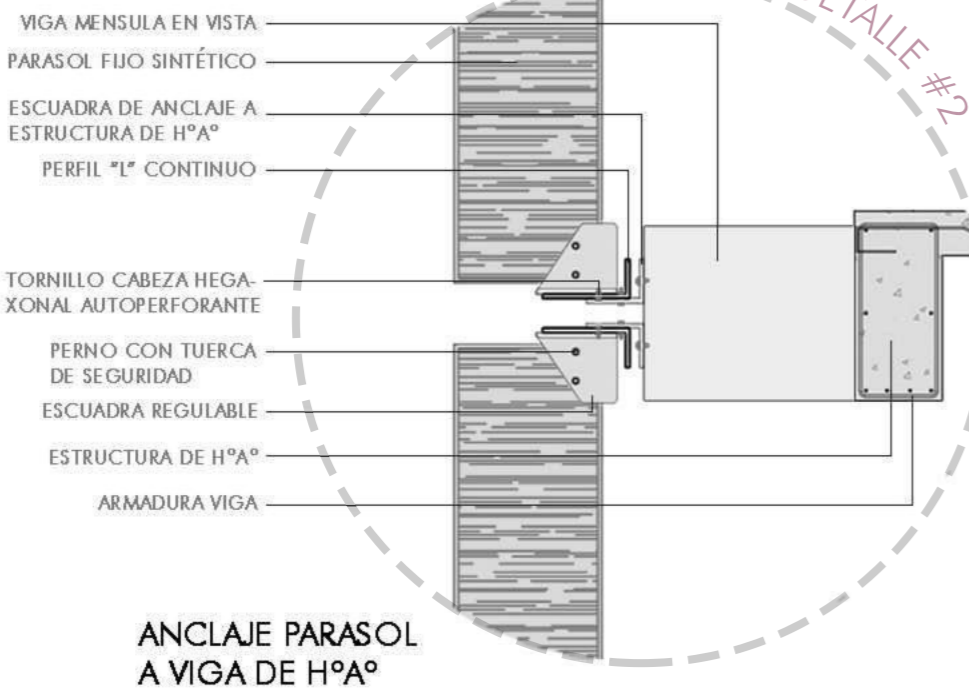 VIGA MENSULA EN VISTA
PARASOL FIJO SINTÉTICO
ESCUADRA DE ANCLAJE A
ESTRUCTURA DE HºAº
PERFIL "L" CONTINUO
TORNILLO CABEZA HEGA-
XONAL AUTOPERFORANTE
PERNO CON TUERCA
DE SEGURIDAD
ESCUADRA REGULABLE
ESTRUCTURA DE HºAº
ARMADURA VIGA
DETALLE #2
ANCLAJE PARASOL
A VIGA DE HºAº